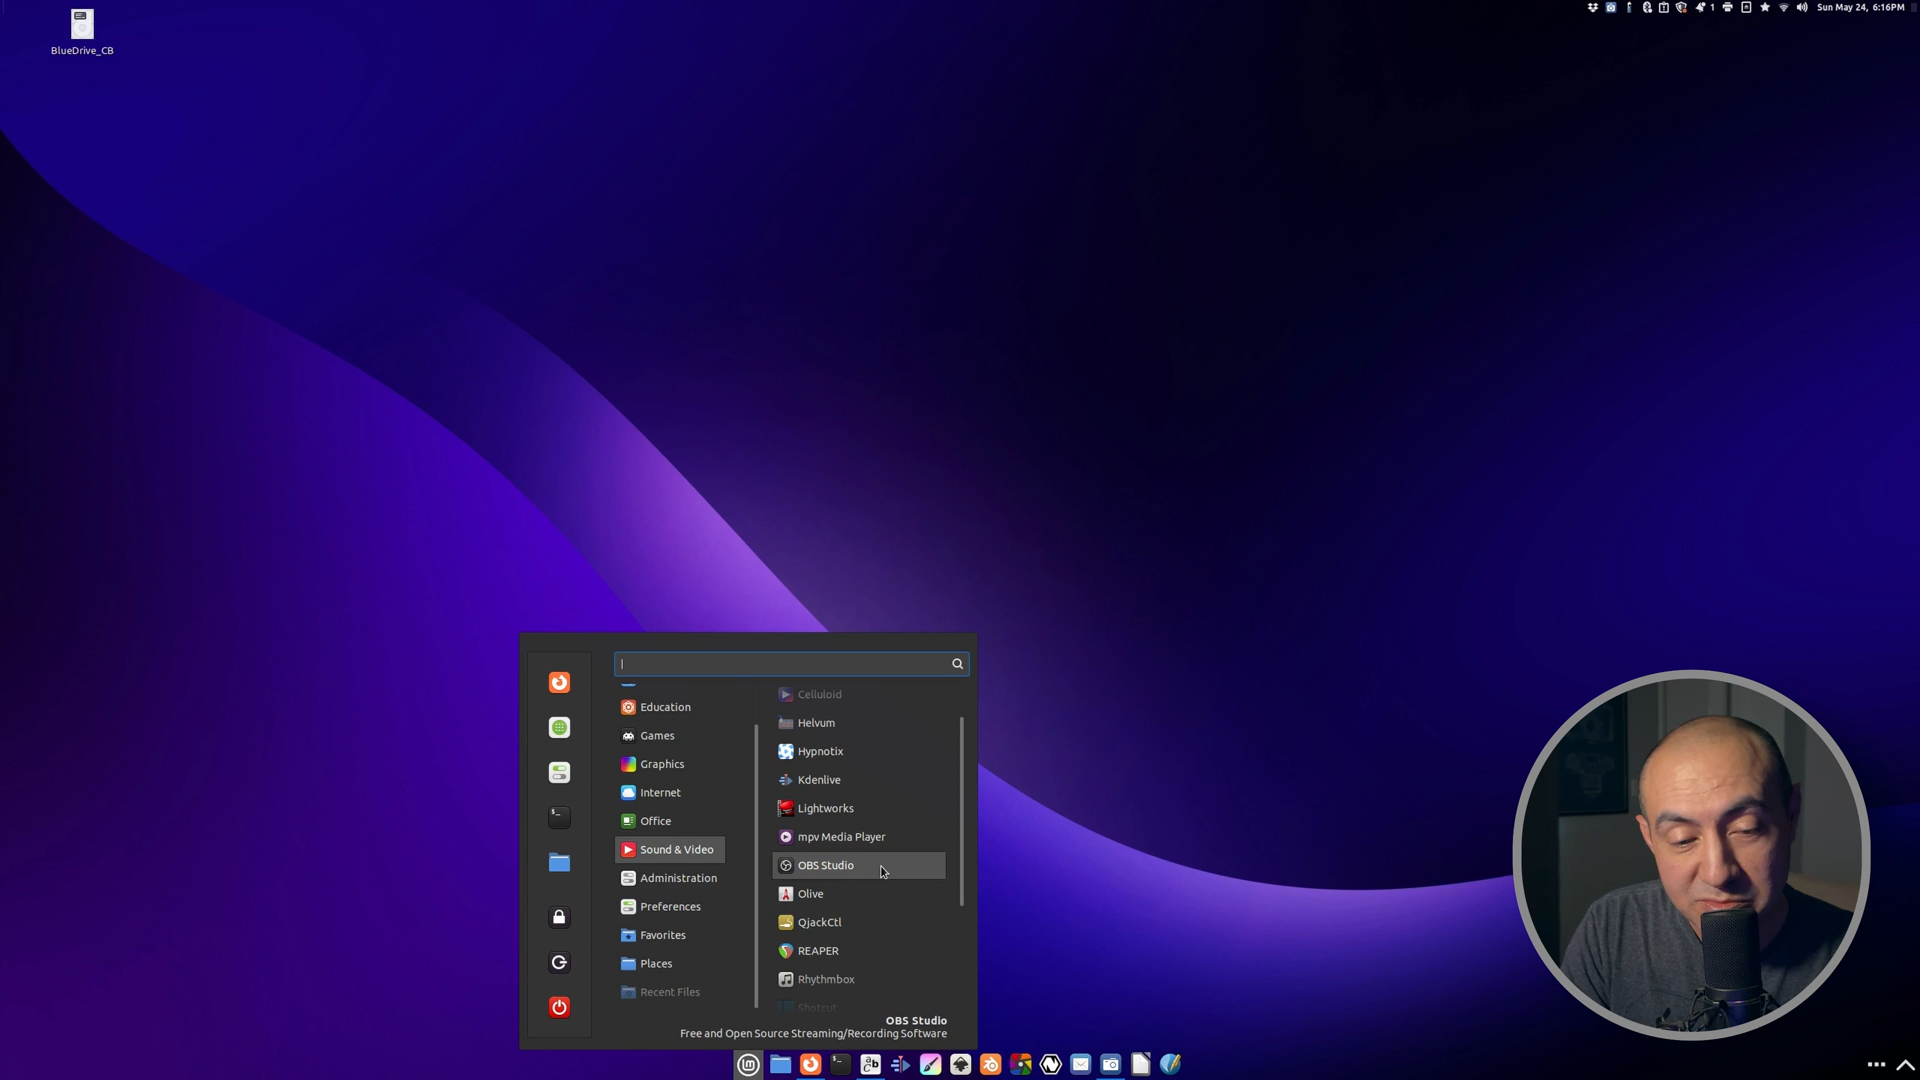 BlueDrive_CB
1
Sun May 24, 6:16PM
Education
Games
Graphics
Internet
Office
Sound & Video
Administration
Preferences
Favorites
Places
Recent Files
Celluloid
Helvum
Hypnotix
Kdenlive
Lightworks
mpv Media Player
OBS Studio
Olive
QjackCtl
REAPER
Rhythmbox
Shotcut
OBS Studio
Free and Open Source Streaming/Recording Software